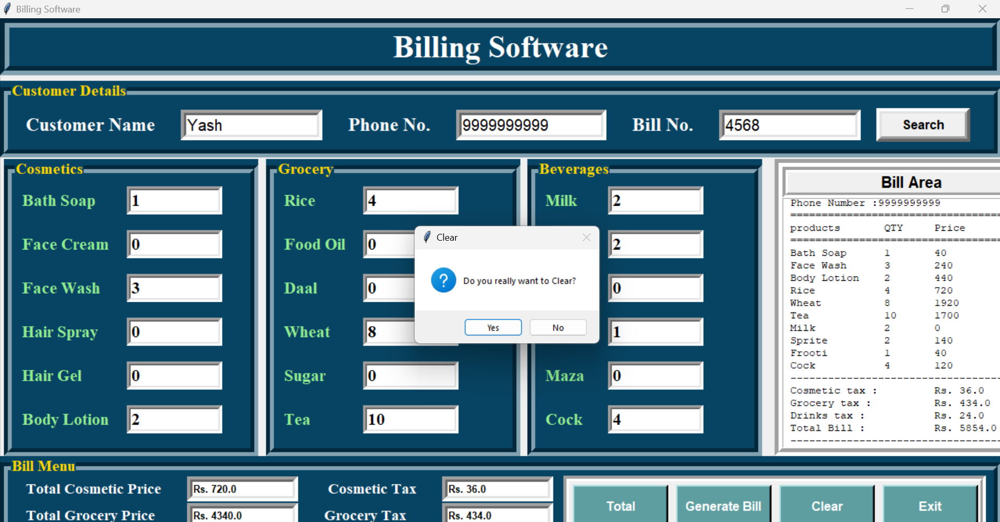 Billing Software
Billing Software
Customer Details
Customer Name Yash Phone No. 9999999999 Bill No. 4568 Search
Cosmetics
Bath Soap 1
Face Cream 0
Face Wash 3
Hair Spray 0
Hair Gel 0
Body Lotion 2
Grocery
Rice 4
Food Oil 0
Daal 0
Wheat 8
Sugar 0
Tea 10
Beverages
Milk 2
2
0
1
Maza 0
Cock 4
Clear
Do you really want to Clear?
Yes No
Bill Area
Phone Number :9999999999
=====================================
products QTY Price
=====================================
Bath Soap 1 40
Face Wash 3 240
Body Lotion 2 440
Rice 4 720
Wheat 8 1920
Tea 10 1700
Milk 2 0
Sprite 2 140
Frooti 1 40
Cock 4 120
-------------------------------------
Cosmetic tax : Rs. 36.0
Grocery tax : Rs. 434.0
Drinks tax : Rs. 24.0
Total Bill : Rs. 5854.0
-------------------------------------
Bill Menu
Total Cosmetic Price Rs. 720.0 Cosmetic Tax Rs. 36.0
Total Grocery Price Rs. 4340.0 Grocery Tax Rs. 434.0
Total Generate Bill Clear Exit